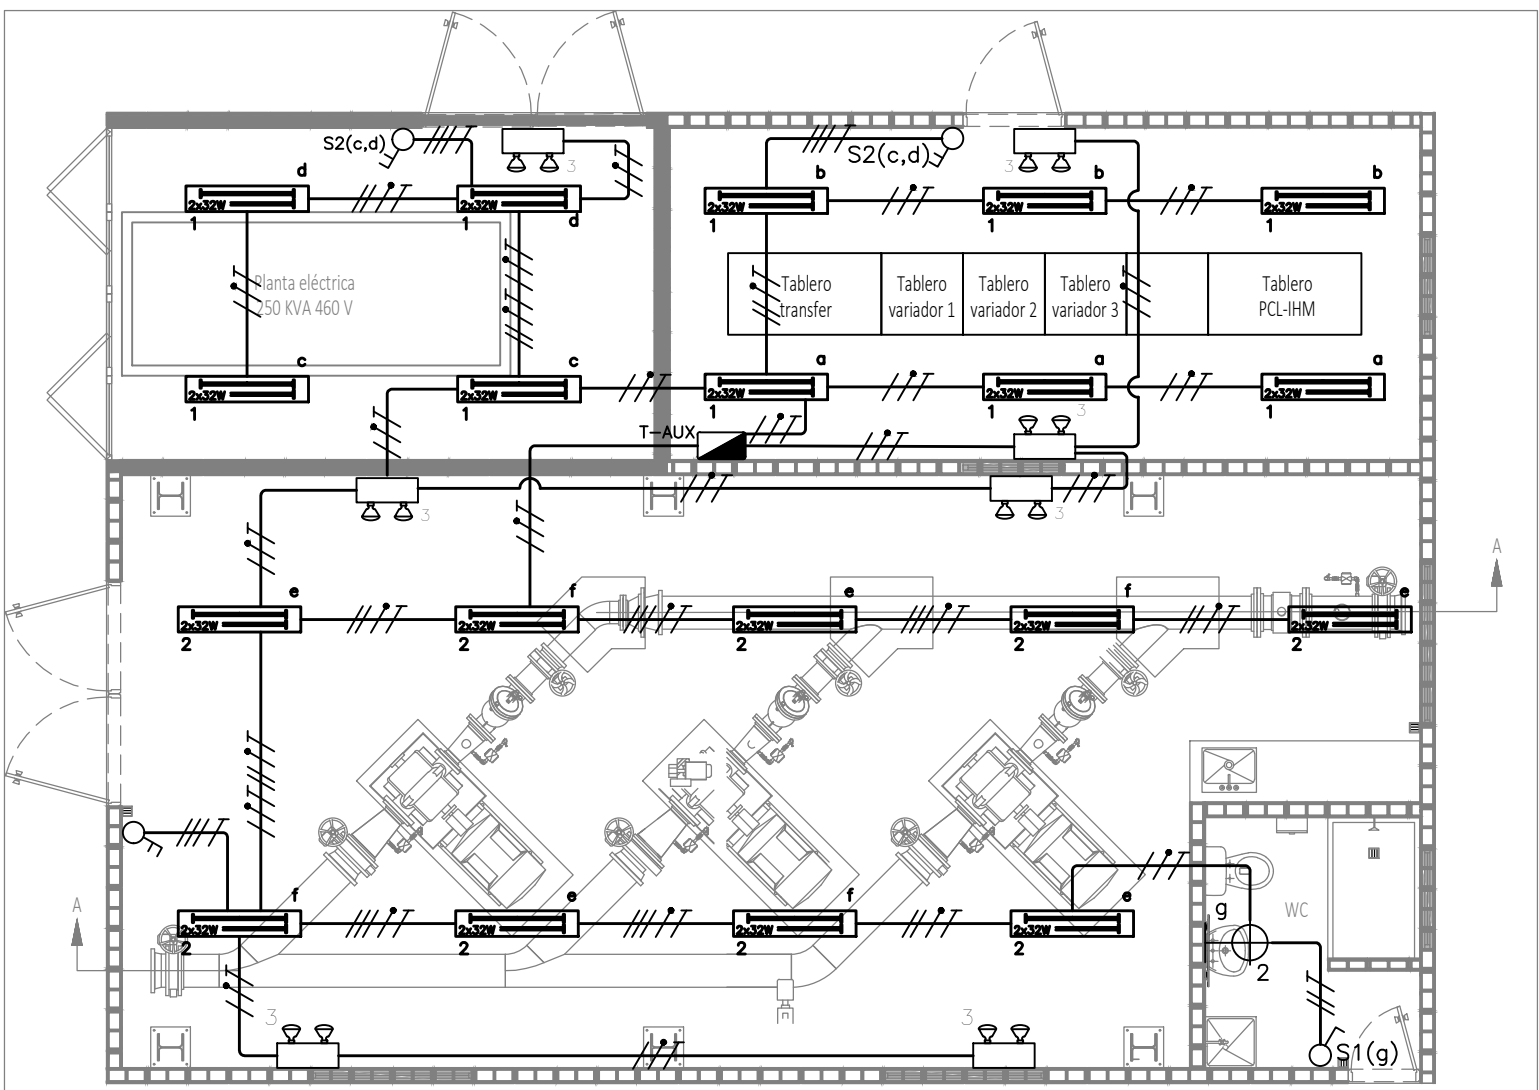 S2(c,d)
3
S2(c,d)
3
d
b
b
b
2x32W
2x32W
2x32W
2x32W
2x32W
1
1
d
1
1
1
Planta eléctrica
250 KVA 460 V
Tablero
transfer
Tablero
variador 1
Tablero
variador 2
Tablero
variador 3
Tablero
PCL-IHM
c
c
a
a
a
2x32W
2x32W
2x32W
2x32W
2x32W
1
1
1
1
1
3
T-AUX
3
3
A
e
f
e
f
e
2x32W
2x32W
2x32W
2x32W
2x32W
2
2
2
2
2
f
e
f
e
2x32W
2x32W
2x32W
2x32W
2
2
2
2
A
g
WC
2
3
3
S1(g)